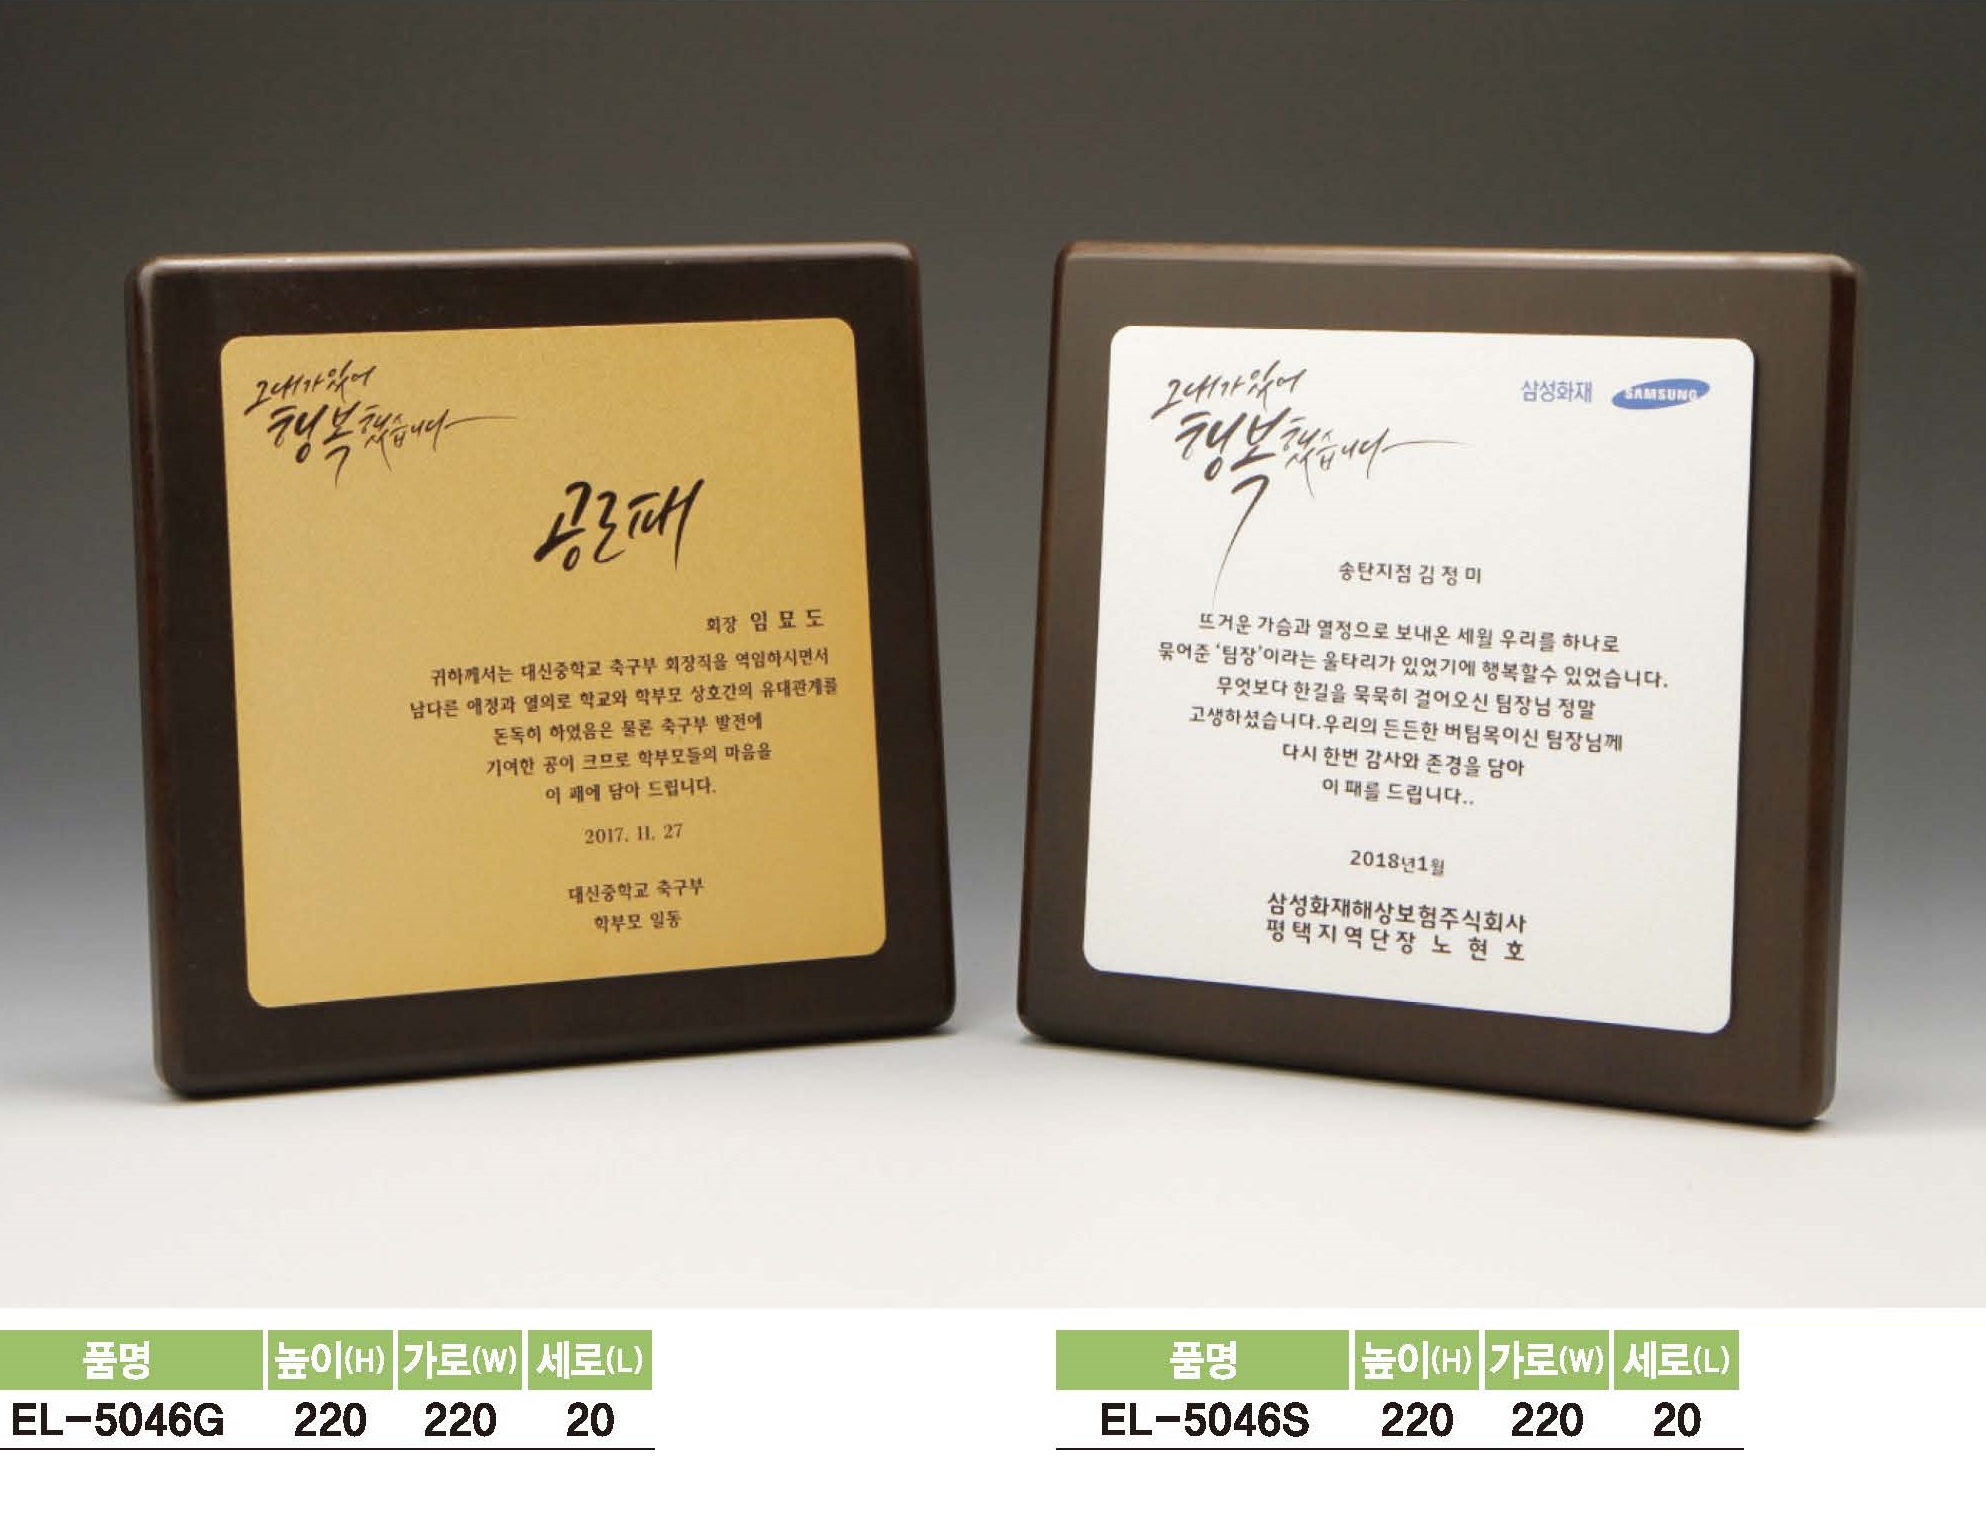 그대가 있어
행복했습니다
공로패
회장 임 묘 도
귀하께서는 대신중학교 축구부 회장직을 역임하시면서
남다른 애정과 열의로 학교와 학부모 상호간의 유대관계를
돈독히 하였음은 물론 축구부 발전에
기여한 공이 크므로 학부모들의 마음을
이 패에 담아 드립니다.
2017. 11. 27
대신중학교 축구부
학부모 일동
그대가 있어
행복했습니다
삼성화재 SAMSUNG
송탄지점 김 정 미
뜨거운 가슴과 열정으로 보내온 세월 우리를 하나로
묶어준 '팀장'이라는 울타리가 있었기에 행복할수 있었습니다.
무엇보다 한길을 묵묵히 걸어오신 팀장님 정말
고생하셨습니다.우리의 든든한 버팀목이신 팀장님께
다시 한번 감사와 존경을 담아
이 패를 드립니다..
2018년1월
삼성화재해상보험주식회사
평택지역단장 노 현 호
품명 높이(H) 가로(W) 세로(L)
EL-5046G 220 220 20
품명 높이(H) 가로(W) 세로(L)
EL-5046S 220 220 20